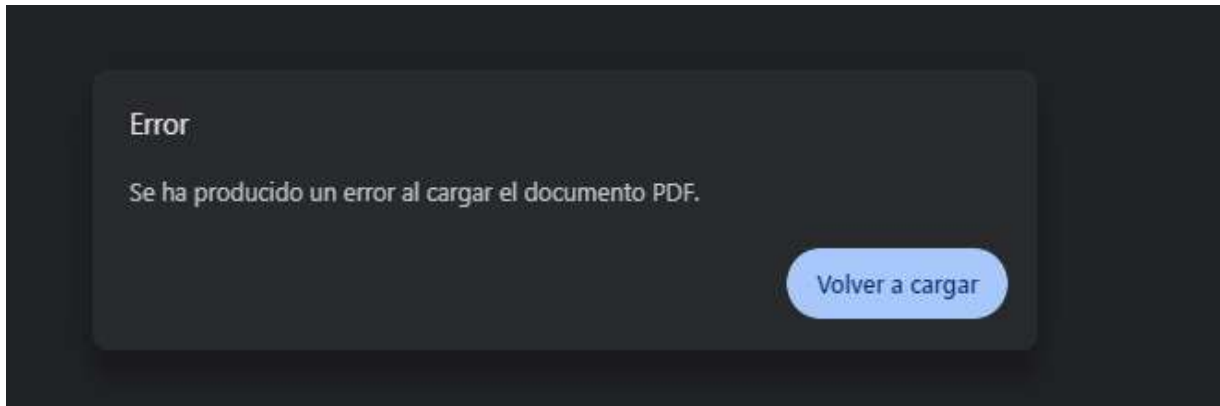 Error
Se ha producido un error al cargar el documento PDF.
Volver a cargar